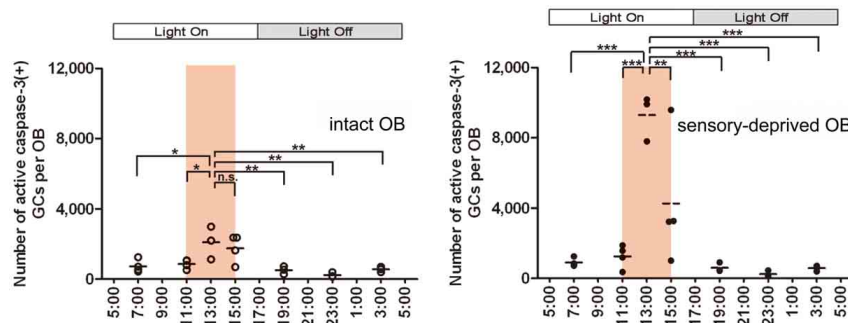 Light On Light Off
Number of active caspase-3(+)
GCs per OB
12,000
8,000
4,000
0
intact OB
*
*
n.s.
**
**
**
5:00 7:00 9:00 11:00 13:00 15:00 17:00 19:00 21:00 23:00 1:00 3:00 5:00
Light On Light Off
Number of active caspase-3(+)
GCs per OB
12,000
8,000
4,000
0
sensory-deprived OB
***
***
**
***
***
***
5:00 7:00 9:00 11:00 13:00 15:00 17:00 19:00 21:00 23:00 1:00 3:00 5:00